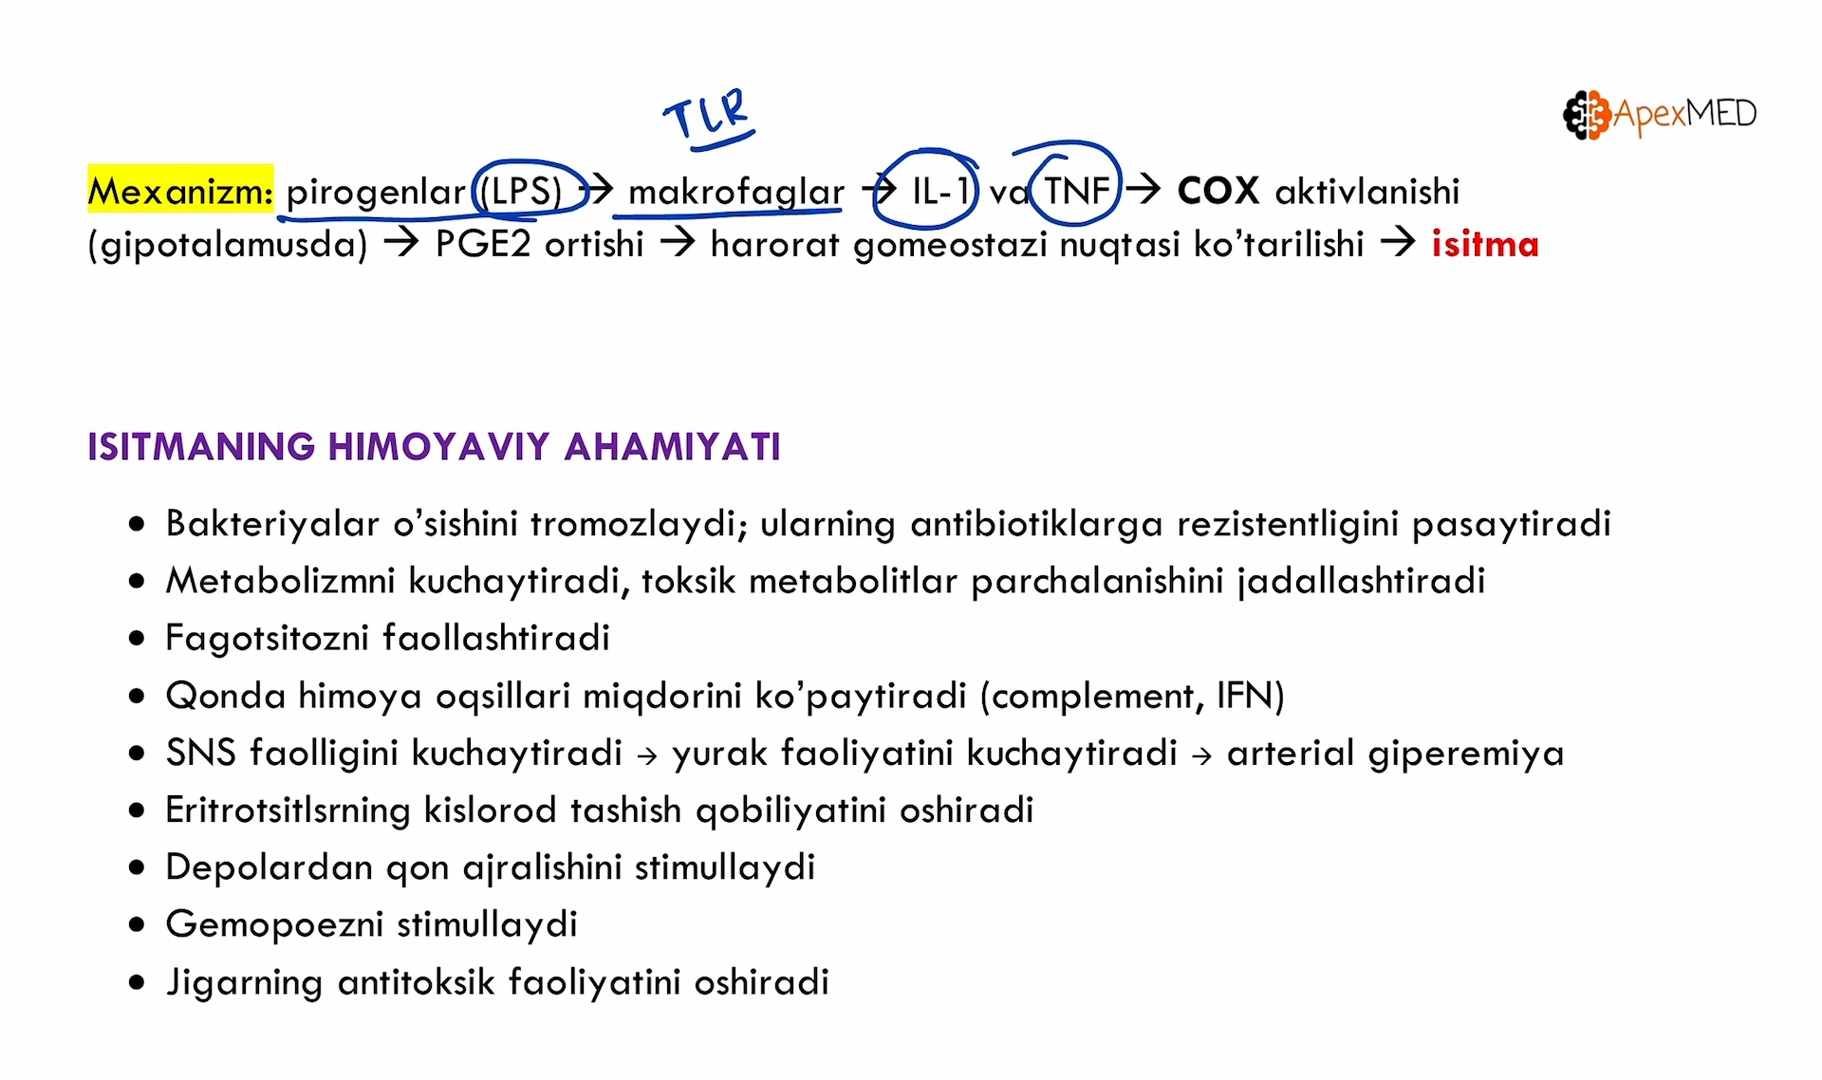 TLR
ApexMED
Mexanizm: pirogenlar (LPS) → makrofaglar → IL-1 va TNF → COX aktivlanishi
(gipotalamusda) → PGE2 ortishi → harorat gomeostazi nuqtasi ko’tarilishi → isitma
ISITMANING HIMOYAVIY AHAMIYATI
• Bakteriyalar o’sishini tromozlaydi; ularning antibiotiklarga rezistentligini pasaytiradi
• Metabolizmni kuchaytiradi, toksik metabolitlar parchalanishini jadallashtiradi
• Fagotsitozni faollashtiradi
• Qonda himoya oqsillari miqdorini ko’paytiradi (complement, IFN)
• SNS faolligini kuchaytiradi → yurak faoliyatini kuchaytiradi → arterial giperemiya
• Eritrotsitlsrning kislorod tashish qobiliyatini oshiradi
• Depolardan qon ajralishini stimullaydi
• Gemopoezni stimullaydi
• Jigarning antitoksik faoliyatini oshiradi